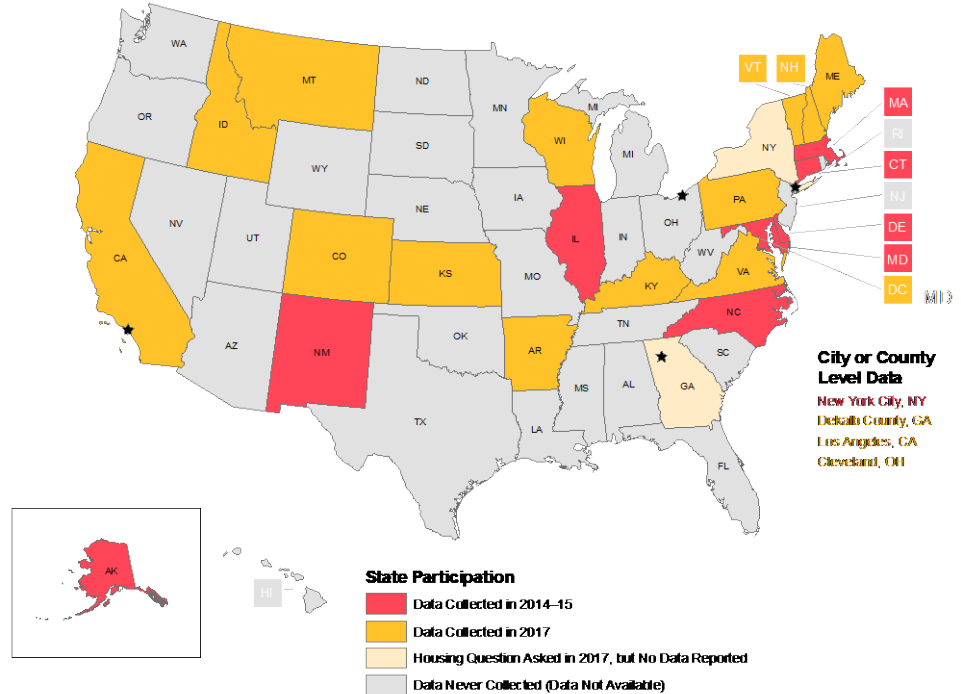 WA
MT
ND
MN
MI
VT
NH
ME
OR
ID
SD
WI
MI
NY
MA
RI
WY
IA
PA
CT
NJ
NV
NE
IL
IN
OH
DE
CA
UT
CO
KS
MO
WV
VA
MD
KY
DC
MD
AZ
NM
OK
AR
TN
NC
SC
City or County
Level Data
MS
AL
GA
New York City, NY
TX
LA
Dekalb County, GA
Los Angeles, CA
FL
Cleveland, OH
AK
HI
State Participation
Data Collected in 2014–15
Data Collected in 2017
Housing Question Asked in 2017, but No Data Reported
Data Never Collected (Data Not Available)